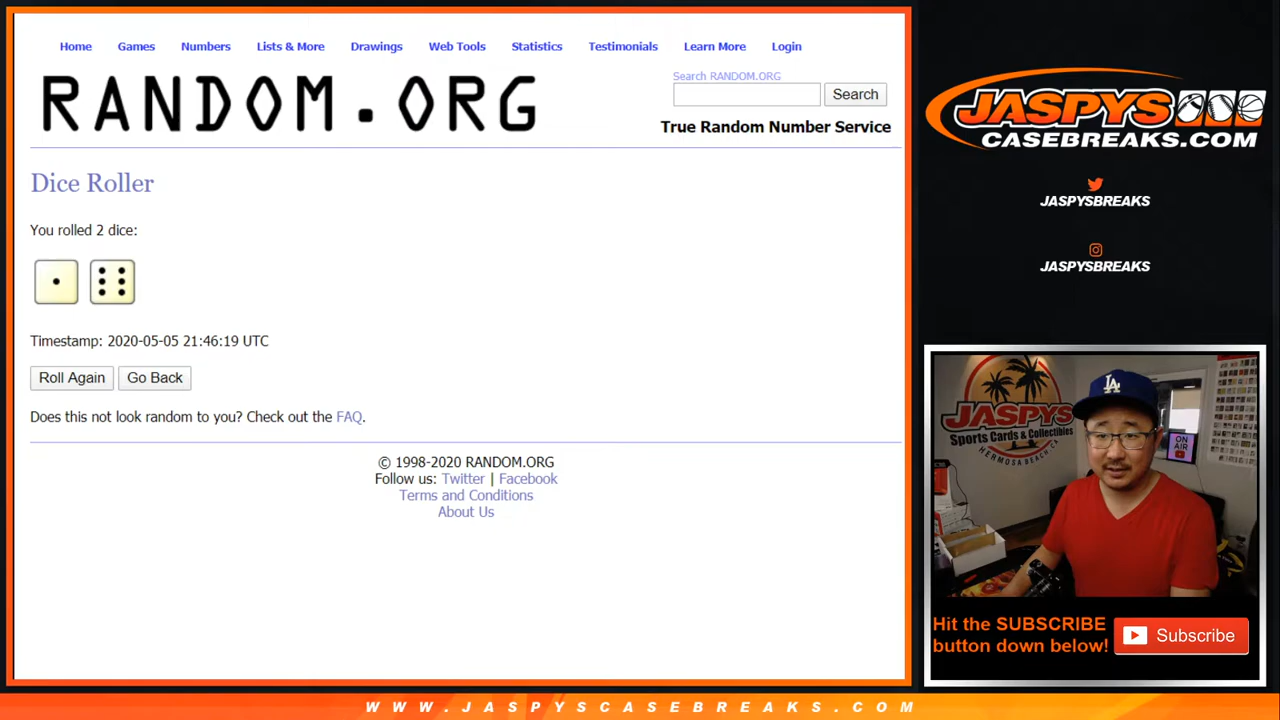 Home Games Numbers Lists & More Drawings Web Tools Statistics Testimonials Learn More Login
RANDOM.ORG
Search RANDOM.ORG
Search
True Random Number Service
Dice Roller
You rolled 2 dice:
Timestamp: 2020-05-05 21:46:19 UTC
Roll Again Go Back
Does this not look random to you? Check out the FAQ.
© 1998-2020 RANDOM.ORG
Follow us: Twitter | Facebook
Terms and Conditions
About Us
JASPYS
CASEBREAKS.COM
JASPYSBREAKS
JASPYSBREAKS
JASPYS
Sports Cards & Collectibles
HERMOSA BEACH, CA
ON
AIR
Hit the SUBSCRIBE
button down below!
Subscribe
WWW.JASPYSCASEBREAKS.COM